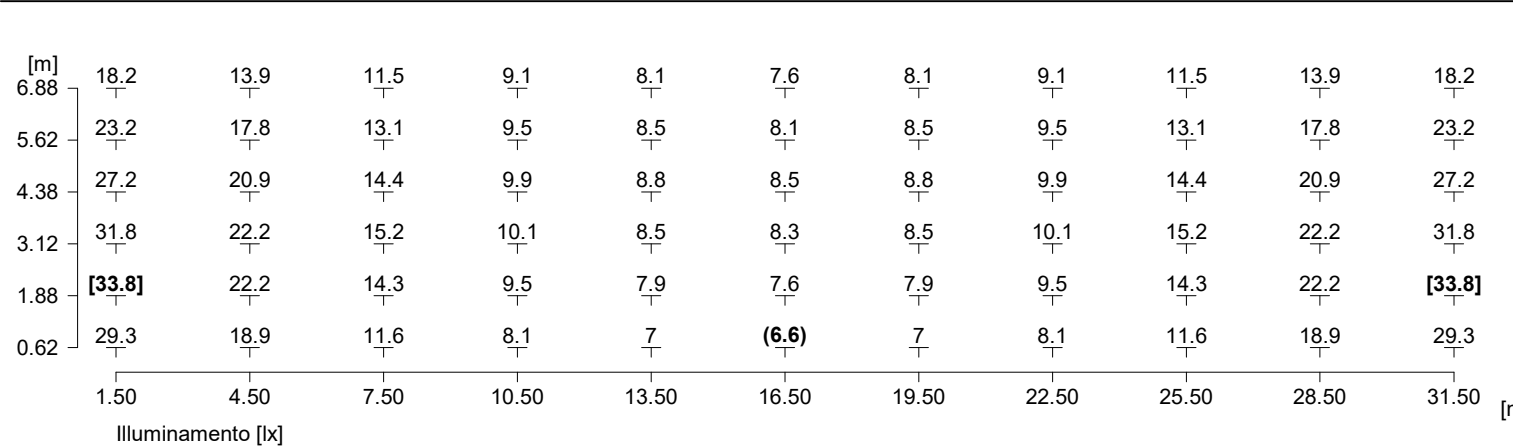 [m]
18.2 13.9 11.5 9.1 8.1 7.6 8.1 9.1 11.5 13.9 18.2
6.88
23.2 17.8 13.1 9.5 8.5 8.1 8.5 9.5 13.1 17.8 23.2
5.62
27.2 20.9 14.4 9.9 8.8 8.5 8.8 9.9 14.4 20.9 27.2
4.38
31.8 22.2 15.2 10.1 8.5 8.3 8.5 10.1 15.2 22.2 31.8
3.12
[33.8] 22.2 14.3 9.5 7.9 7.6 7.9 9.5 14.3 22.2 [33.8]
1.88
29.3 18.9 11.6 8.1 7 (6.6) 7 8.1 11.6 18.9 29.3
0.62
1.50 4.50 7.50 10.50 13.50 16.50 19.50 22.50 25.50 28.50 31.50
Illuminamento [lx]